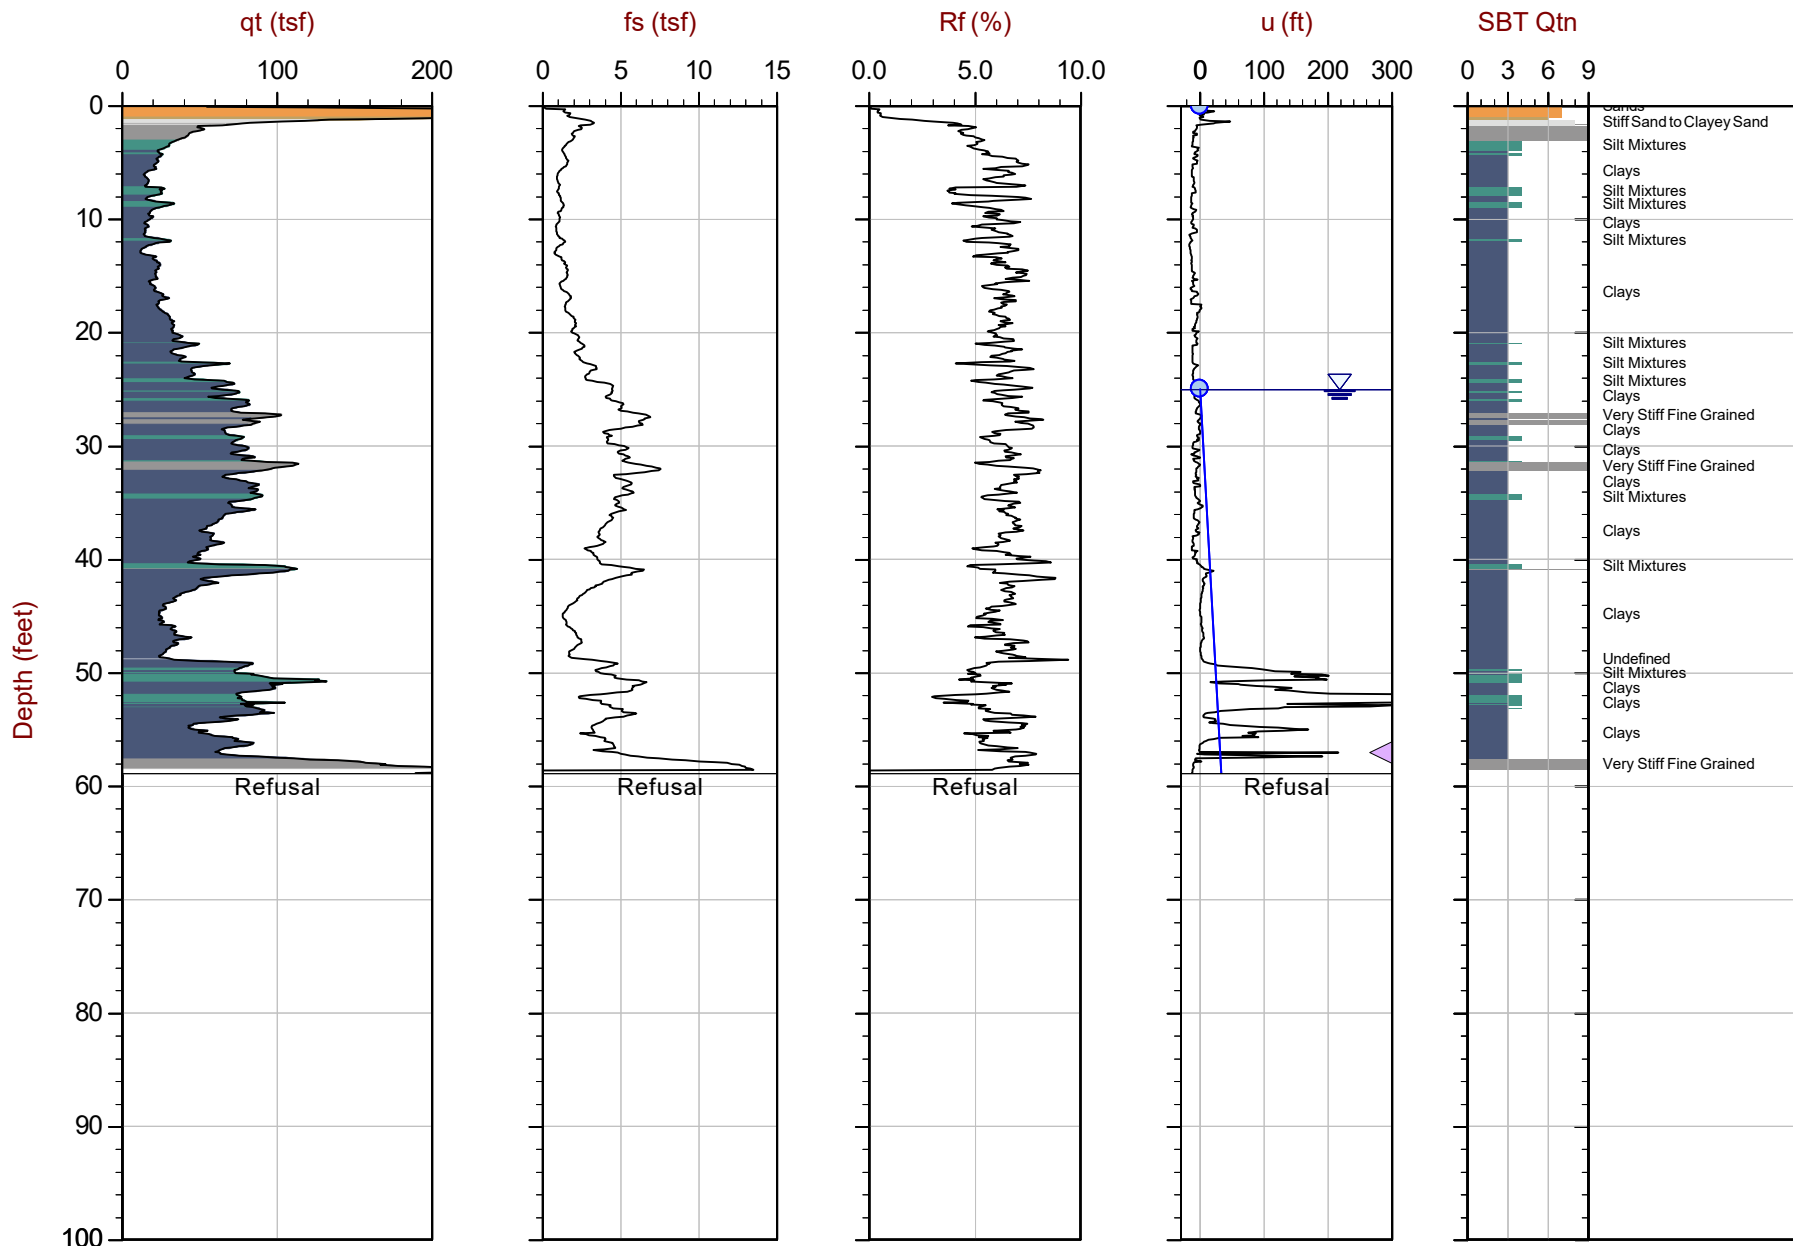 qt (tsf) fs (tsf) Rf (%) u (ft) SBT Qtn
0 100 200 0 5 10 15 0.0 5.0 10.0 0 100 200 300 0 3 6 9
0
Sands
Stiff Sand to Clayey Sand
Silt Mixtures
Clays
Silt Mixtures
Silt Mixtures
10
Clays
Silt Mixtures
Clays
20
Silt Mixtures
Silt Mixtures
Silt Mixtures
Clays
Very Stiff Fine Grained
Clays
30
Clays
Very Stiff Fine Grained
Clays
Silt Mixtures
Clays
40
Silt Mixtures
Clays
Undefined
50
Silt Mixtures
Clays
Clays
Clays
Very Stiff Fine Grained
60
Refusal Refusal Refusal Refusal
70
80
90
100
Depth (feet)